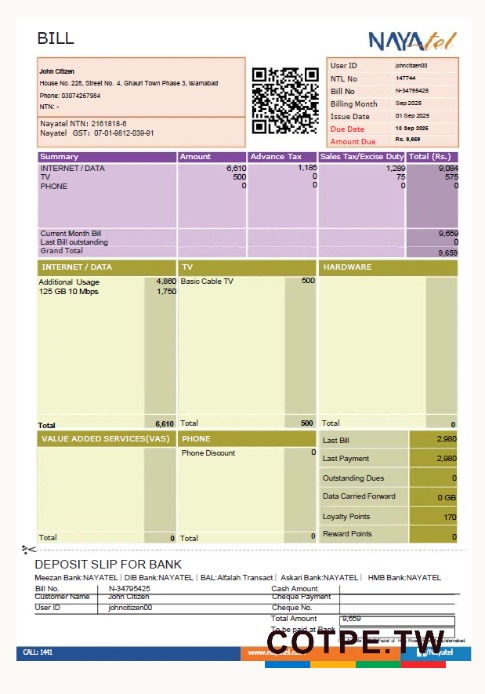 BILL
NAYAtel
John Citizen
House No. 228, Street No. 4, Ghauri Town Phase 3, Islamabad
Phone: 03074267984
NTN: -
Nayatel NTN: 2161818-6
Nayatel GST: 07-01-9812-039-91
User ID johncitizen00
NTL No 147744
Bill No N-34795425
Billing Month Sep 2025
Issue Date 01 Sep 2025
Due Date 10 Sep 2025
Amount Due Rs. 9,659
Summary Amount Advance Tax Sales Tax/Excise Duty Total (Rs.)
INTERNET / DATA 6,610 1,185 1,289 9,084
TV 500 0 75 575
PHONE 0 0 0 0
Current Month Bill 9,659
Last Bill outstanding 0
Grand Total 9,659
INTERNET / DATA TV HARDWARE
Additional Usage 4,860 Basic Cable TV 500
125 GB 10 Mbps 1,750
Total 6,610 Total 500 Total 0
VALUE ADDED SERVICES(VAS) PHONE
Phone Discount 0
Last Bill 2,980
Last Payment 2,980
Outstanding Dues 0
Data Carried Forward 0 GB
Loyalty Points 170
Reward Points 0
Total 0 Total 0
DEPOSIT SLIP FOR BANK
Meezan Bank:NAYATEL | DIB Bank:NAYATEL | BAL:Alfalah Transact | Askari Bank:NAYATEL | HMB Bank:NAYATEL
Bill No. N-34795425 Cash Amount
Customer Name John Citizen Cheque Payment
User ID johncitizen00 Cheque No.
Total Amount 9,659
To be paid at Bank
COTPE.TW
CALL: 1441 www.nayatel.com Nayatel